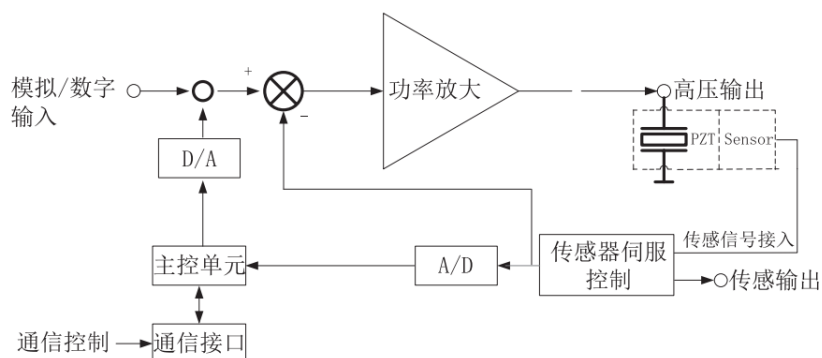 模拟/数字
输入
+
−
功率放大
高压输出
PZT
Sensor
D/A
传感信号接入
主控单元
A/D
传感器伺服
控制
传感输出
通信控制
通信接口